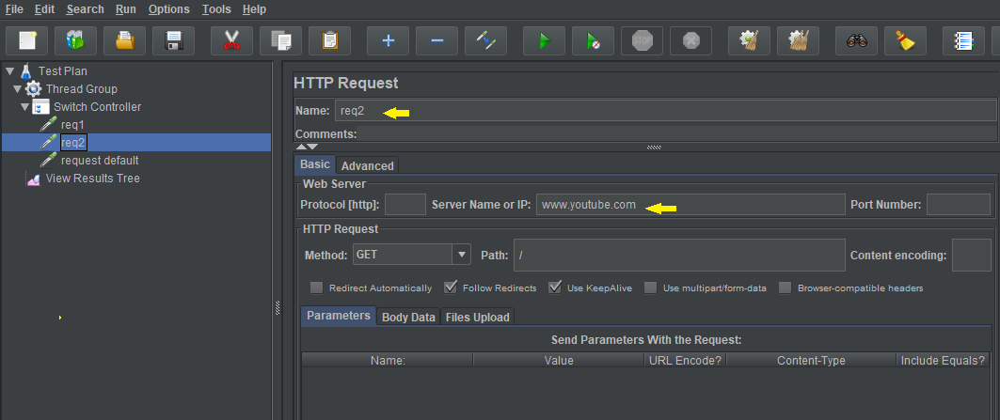 File Edit Search Run Options Tools Help
STOP
Test Plan
Thread Group
Switch Controller
req1
req2
request default
View Results Tree
HTTP Request
Name: req2
Comments:
Basic Advanced
Web Server
Protocol [http]: Server Name or IP: www.youtube.com Port Number:
HTTP Request
Method: GET Path: / Content encoding:
Redirect Automatically Follow Redirects Use KeepAlive Use multipart/form-data Browser-compatible headers
Parameters Body Data Files Upload
Send Parameters With the Request:
Name: Value URL Encode? Content-Type Include Equals?